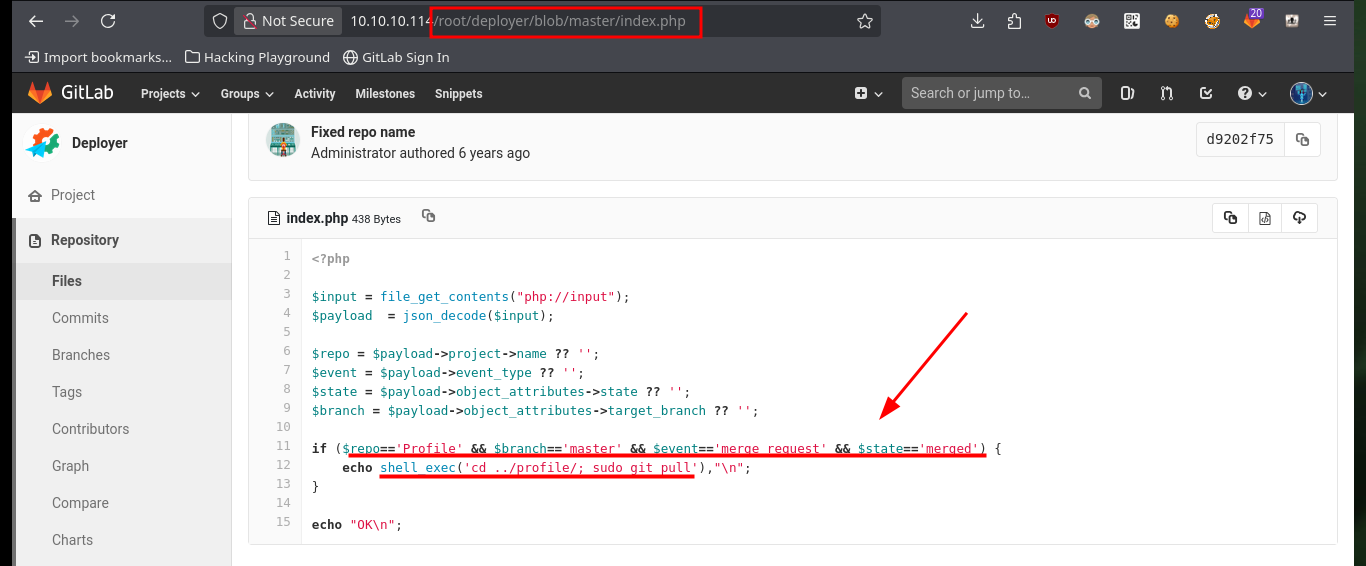 Not Secure 10.10.10.114/root/deployer/blob/master/index.php 20
Import bookmarks... Hacking Playground GitLab Sign In
GitLab Projects Groups Activity Milestones Snippets Search or jump to...
Deployer
Project
Repository
Files
Commits
Branches
Tags
Contributors
Graph
Compare
Charts
Fixed repo name
Administrator authored 6 years ago
d9202f75
index.php 438 Bytes
1 <?php
2
3 $input = file_get_contents("php://input");
4 $payload  = json_decode($input);
5
6 $repo = $payload->project->name ?? '';
7 $event = $payload->event_type ?? '';
8 $state = $payload->object_attributes->state ?? '';
9 $branch = $payload->object_attributes->target_branch ?? '';
10
11 if ($repo=='Profile' && $branch=='master' && $event=='merge_request' && $state=='merged') {
12     echo shell_exec('cd ../profile/; sudo git pull'),"\n";
13 }
14
15 echo "OK\n";